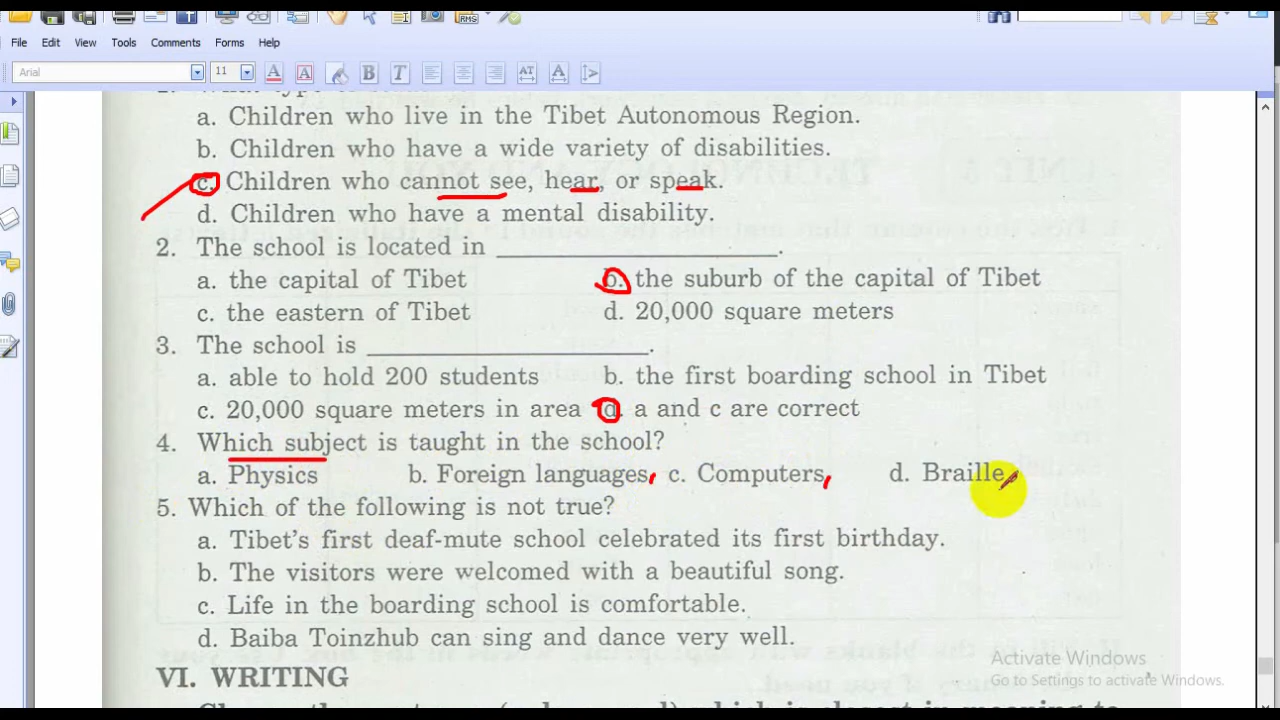 RMS
File Edit View Tools Comments Forms Help
Arial 11
a. Children who live in the Tibet Autonomous Region.
b. Children who have a wide variety of disabilities.
c. Children who cannot see, hear, or speak.
d. Children who have a mental disability.
2. The school is located in ____________________.
a. the capital of Tibet b. the suburb of the capital of Tibet
c. the eastern of Tibet d. 20,000 square meters
3. The school is ____________________.
a. able to hold 200 students b. the first boarding school in Tibet
c. 20,000 square meters in area d. a and c are correct
4. Which subject is taught in the school?
a. Physics b. Foreign languages c. Computers d. Braille
5. Which of the following is not true?
a. Tibet's first deaf-mute school celebrated its first birthday.
b. The visitors were welcomed with a beautiful song.
c. Life in the boarding school is comfortable.
d. Baiba Toinzhub can sing and dance very well.
VI. WRITING
Activate Windows
Go to Settings to activate Windows.